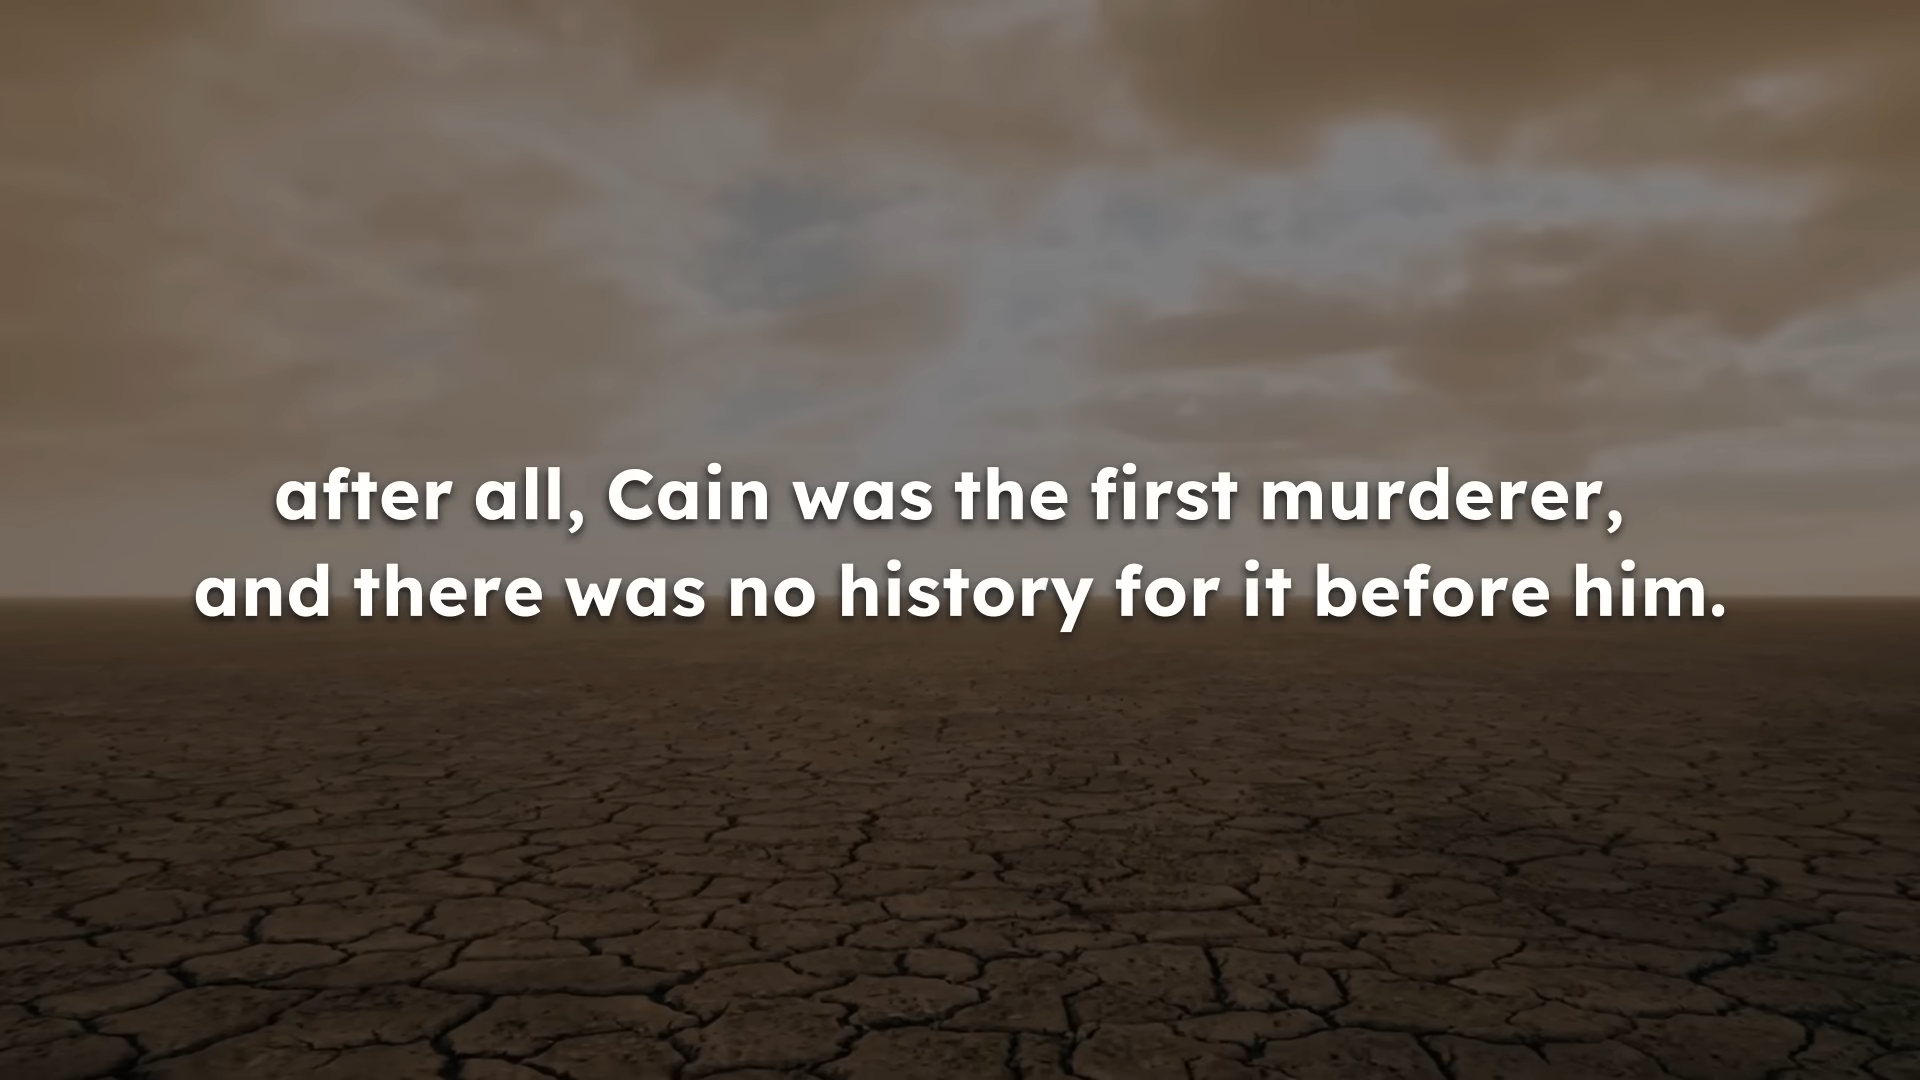 after all, Cain was the first murderer,
and there was no history for it before him.